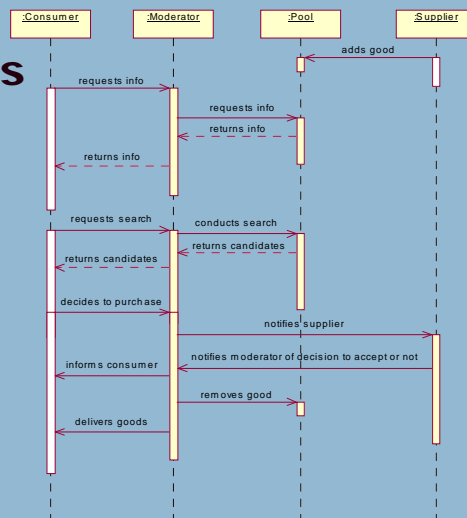 :Consumer
:Moderator
:Pool
:Supplier
adds good
s
requests info
requests info
returns info
returns info
requests search
conducts search
returns candidates
returns candidates
decides to purchase
notifies supplier
notifies moderator of decision to accept or not
informs consumer
removes good
delivers goods